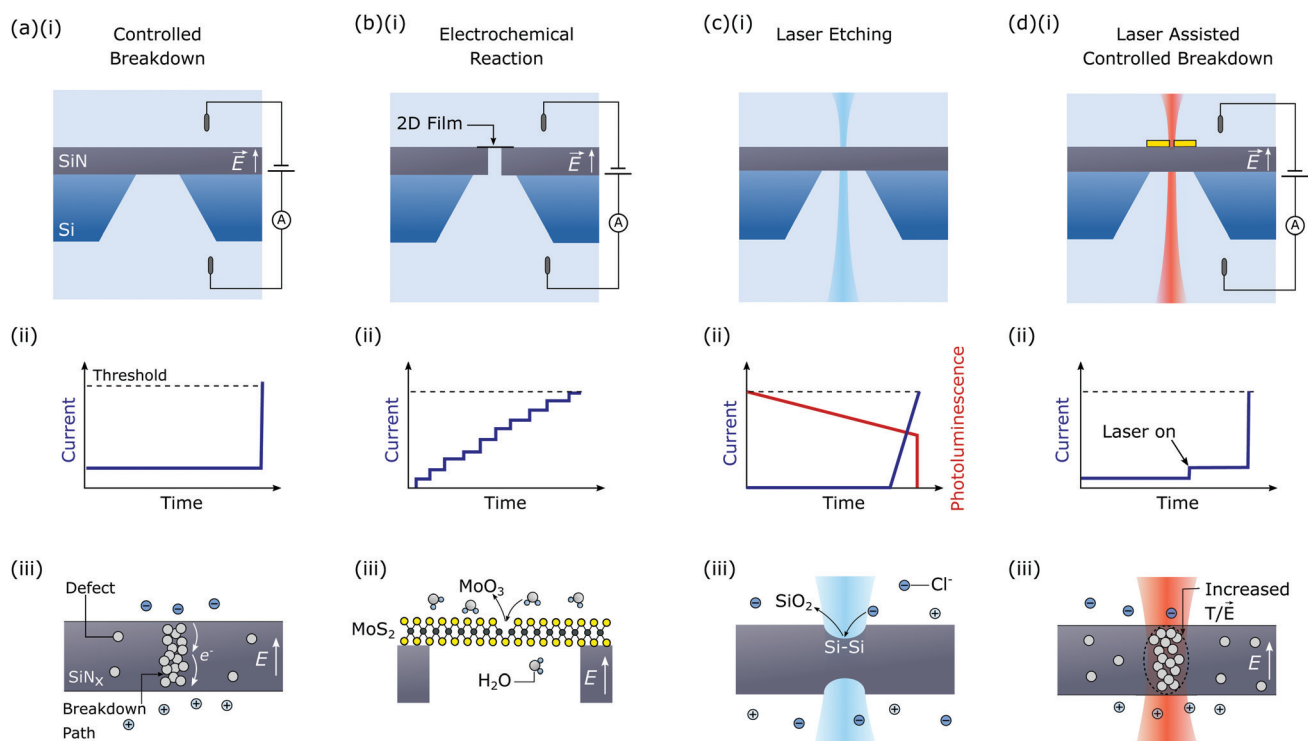 (a)(i)
Controlled
Breakdown
(b)(i)
Electrochemical
Reaction
(c)(i)
Laser Etching
(d)(i)
Laser Assisted
Controlled Breakdown
SiN
E
Si
A
2D Film
E
A
E
A
(ii)
Threshold
Current
Time
(ii)
Current
Time
(ii)
Current
Time
Photoluminescence
(ii)
Laser on
Current
Time
(iii)
Defect
e-
E
SiNX
Breakdown
Path
(iii)
MoO3
MoS2
H2O
E
(iii)
Cl-
SiO2
Si-Si
(iii)
Increased
T/E
E